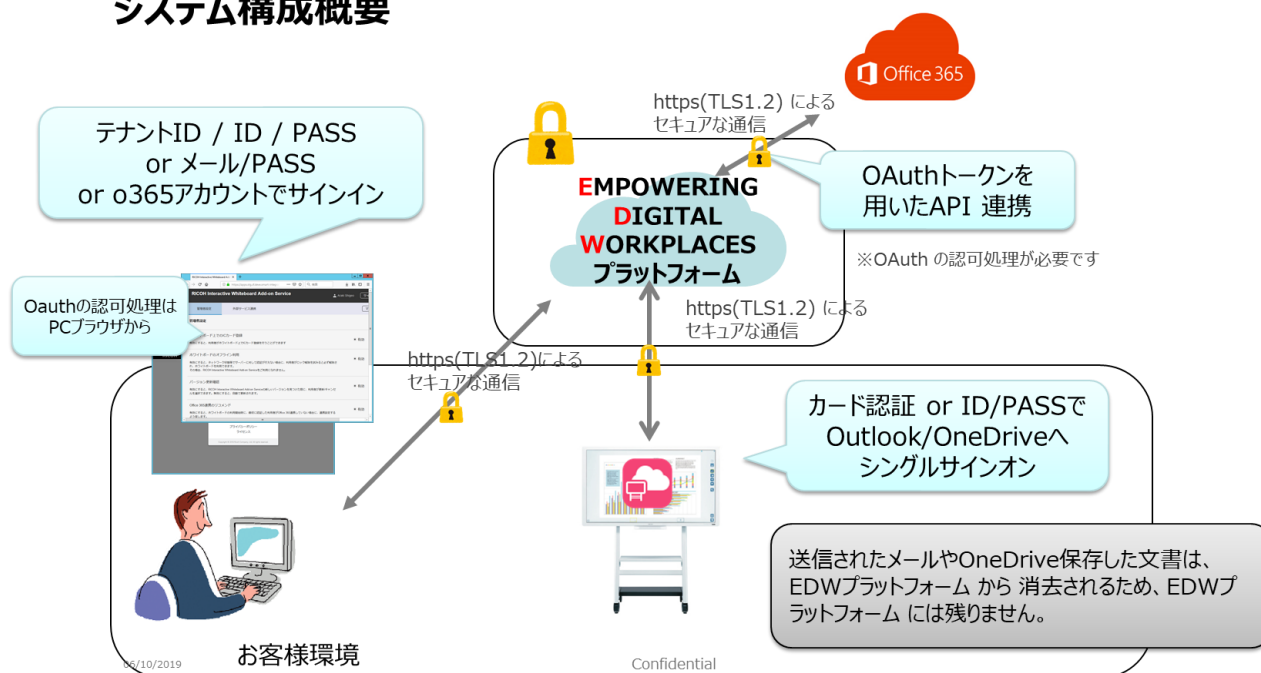 システム構成概要
Office 365
https(TLS1.2) による
セキュアな通信
テナントID / ID / PASS
or メール/PASS
or o365アカウントでサインイン
EMPOWERING
DIGITAL
WORKPLACES
プラットフォーム
OAuthトークンを
用いたAPI 連携
※OAuth の認可処理が必要です
Oauthの認可処理は
PCブラウザから
RICOH Interactive Whiteboard Add-on Service
https(TLS1.2) による
セキュアな通信
https(TLS1.2)による
セキュアな通信
カード認証 or ID/PASSで
Outlook/OneDriveへ
シングルサインオン
送信されたメールやOneDrive保存した文書は、
EDWプラットフォーム から 消去されるため、EDWプ
ラットフォーム には残りません。
お客様環境
06/10/2019
Confidential